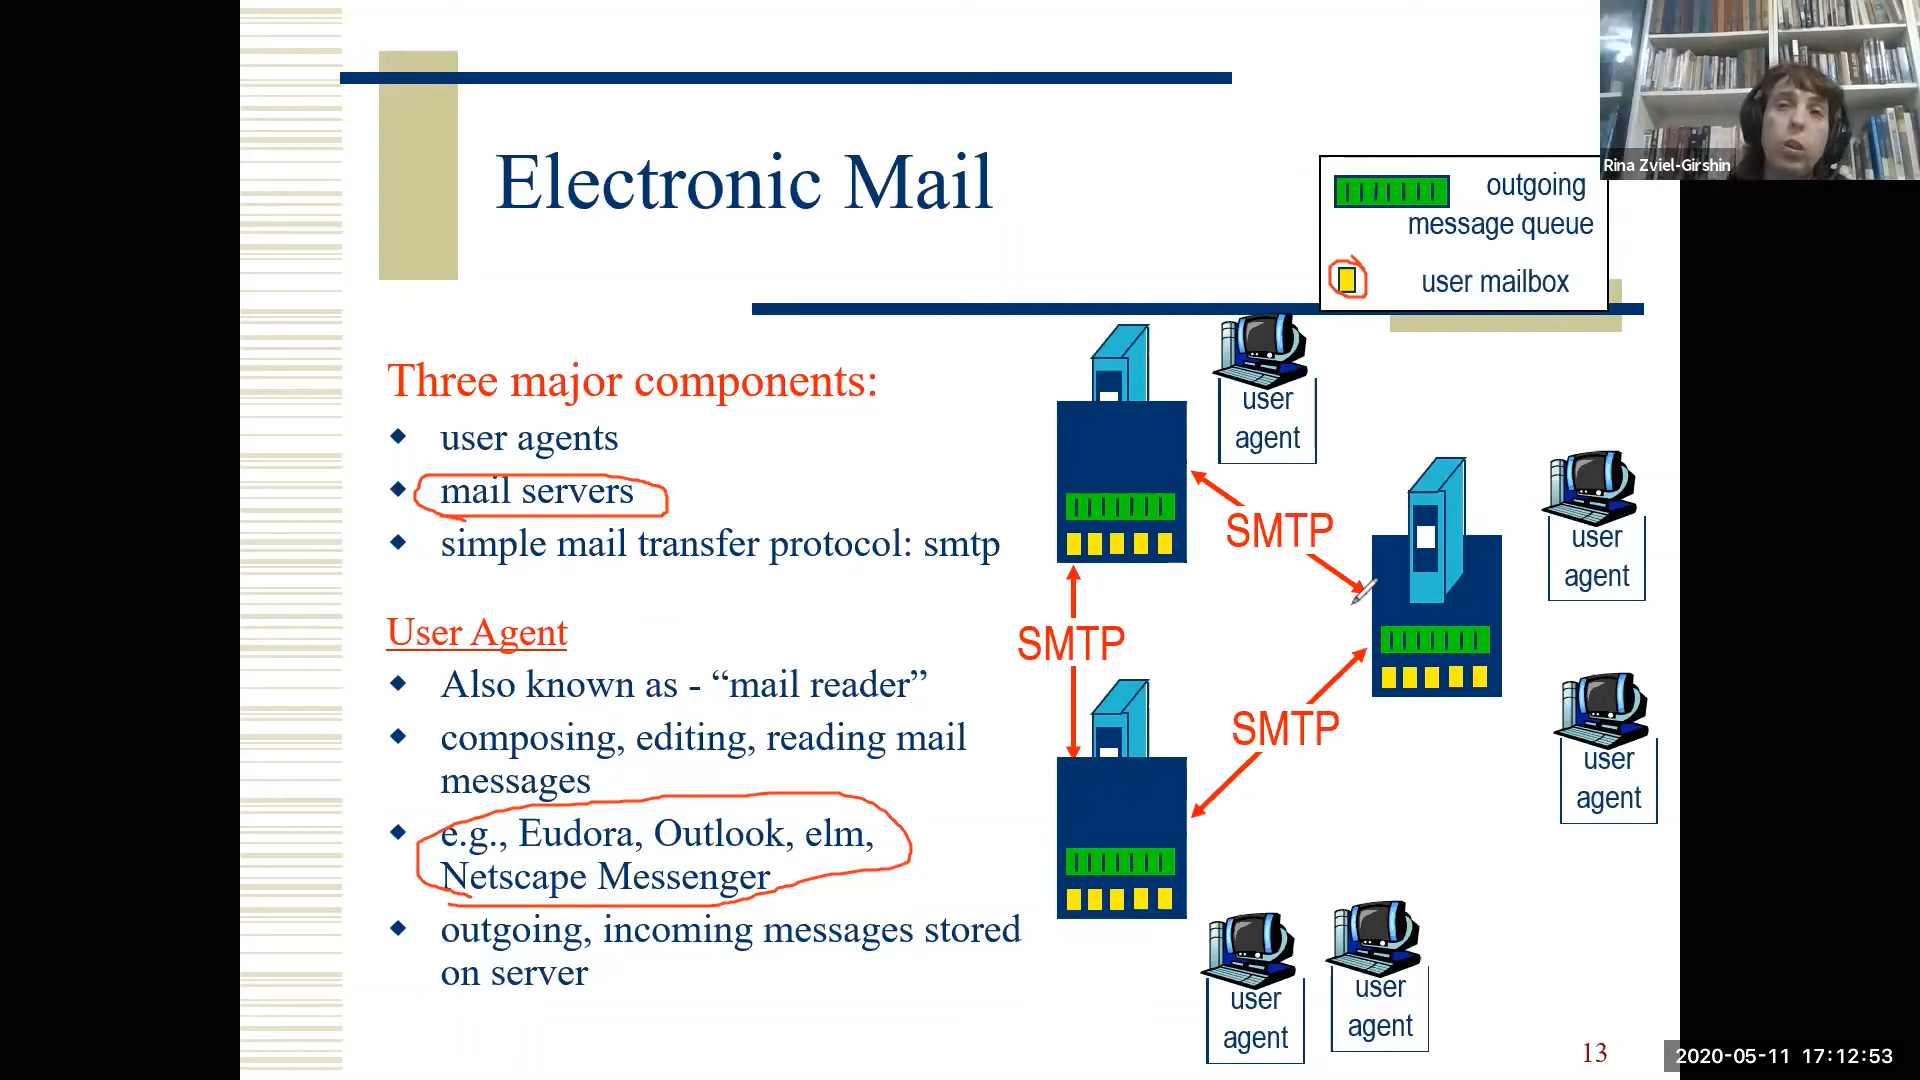 Rina Zviel-Girshin
Electronic Mail
outgoing
message queue
user mailbox
Three major components:
user agents
mail servers
simple mail transfer protocol: smtp
User Agent
Also known as - “mail reader”
composing, editing, reading mail
messages
e.g., Eudora, Outlook, elm,
Netscape Messenger
outgoing, incoming messages stored
on server
user
agent
SMTP
user
agent
SMTP
SMTP
user
agent
user
agent
user
agent
13
2020-05-11 17:12:53